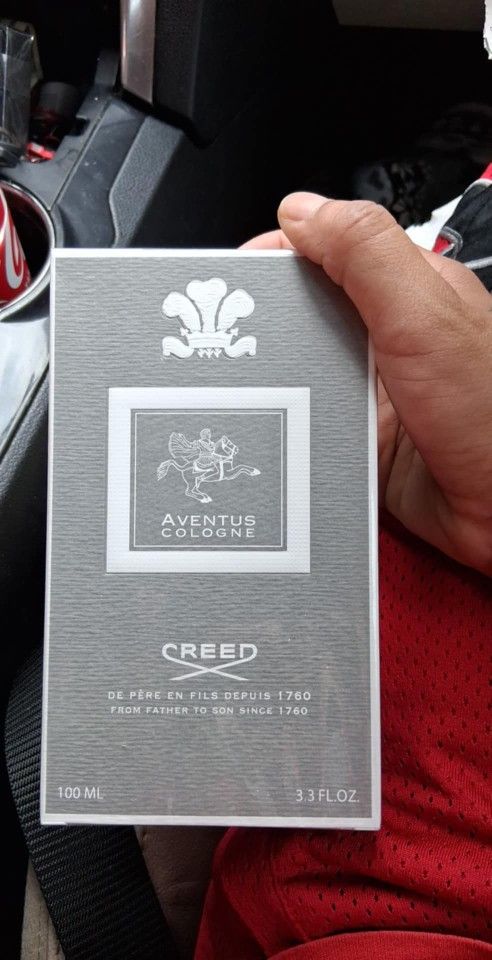 AVENTUS
COLOGNE
CREED
DE PÈRE EN FILS DEPUIS 1760
FROM FATHER TO SON SINCE 1760
100 ML
3.3 FL.OZ.